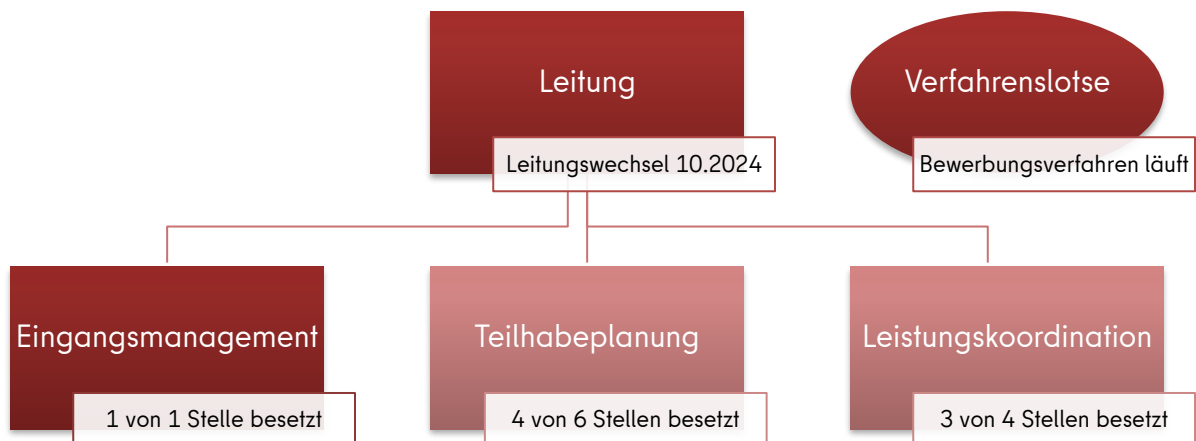 Leitung
Leitungswechsel 10.2024
Verfahrenslotse
Bewerbungsverfahren läuft
Eingangsmanagement
1 von 1 Stelle besetzt
Teilhabeplanung
4 von 6 Stellen besetzt
Leistungskoordination
3 von 4 Stellen besetzt